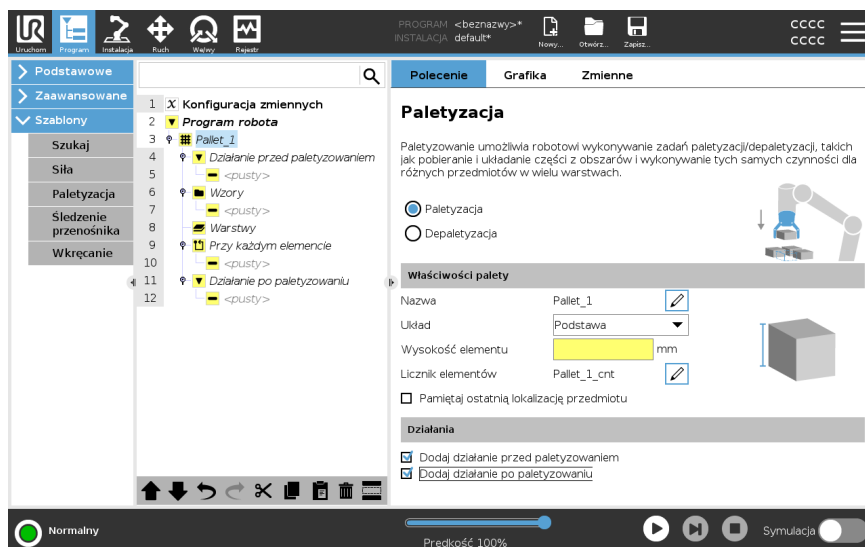 PROGRAM <beznazwy>*
INSTALACJA default*
cccc
cccc
Uruchom Program Instalacja Ruch We/wy Rejestr Nowy... Otwórz... Zapisz...
Podstawowe
Zaawansowane
Szablony
Szukaj
Siła
Paletyzacja
Śledzenie
przenośnika
Wkręcanie
1 X Konfiguracja zmiennych
2 Program robota
3 Pallet_1
4 Działanie przed paletyzowaniem
5 <pusty>
6 Wzory
7 <pusty>
8 Warstwy
9 Przy każdym elemencie
10 <pusty>
11 Działanie po paletyzowaniu
12 <pusty>
Polecenie Grafika Zmienne
Paletyzacja
Paletyzowanie umożliwia robotowi wykonywanie zadań paletyzacji/depaletyzacji, takich
jak pobieranie i układanie części z obszarów i wykonywanie tych samych czynności dla
różnych przedmiotów w wielu warstwach.
Paletyzacja
Depaletyzacja
Właściwości palety
Nazwa Pallet_1
Układ Podstawa
Wysokość elementu mm
Licznik elementów Pallet_1_cnt
Pamiętaj ostatnią lokalizację przedmiotu
Działania
Dodaj działanie przed paletyzowaniem
Dodaj działanie po paletyzowaniu
Normalny
Predkość 100%
Symulacja